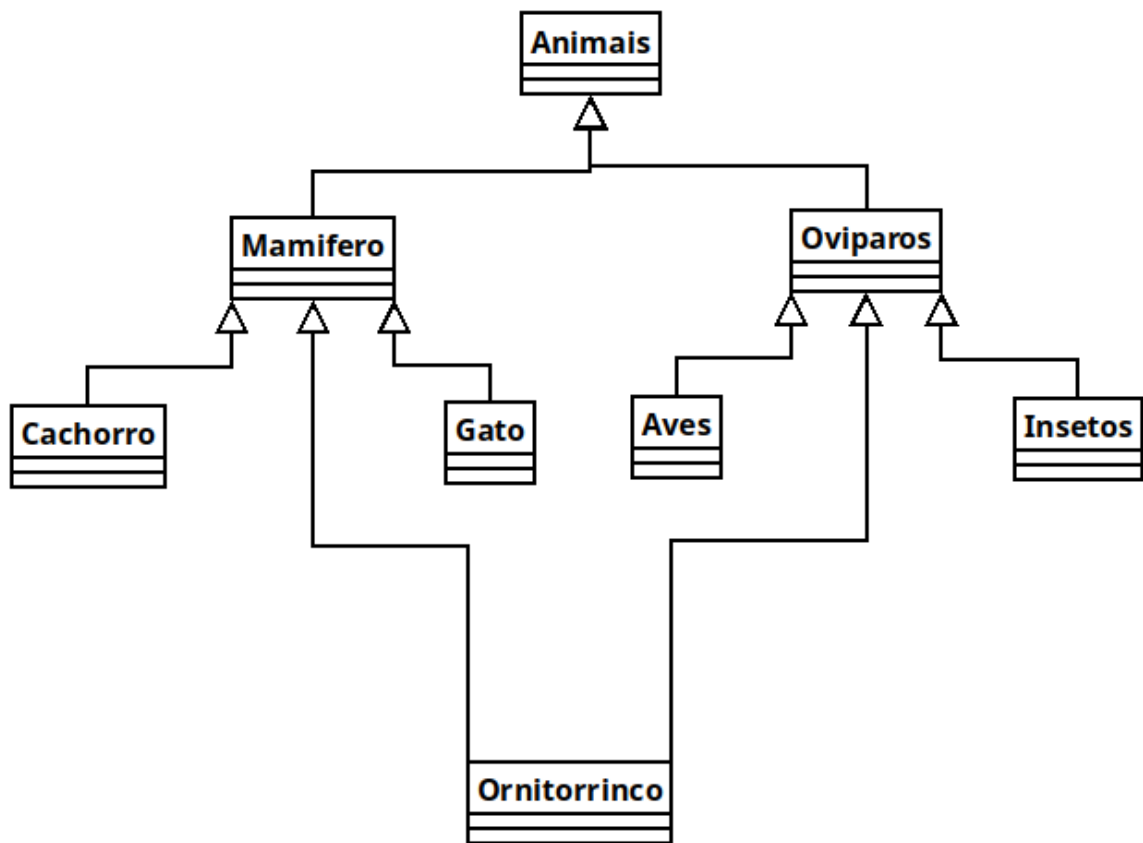 Animais
Mamifero
Oviparos
Cachorro
Gato
Aves
Insetos
Ornitorrinco